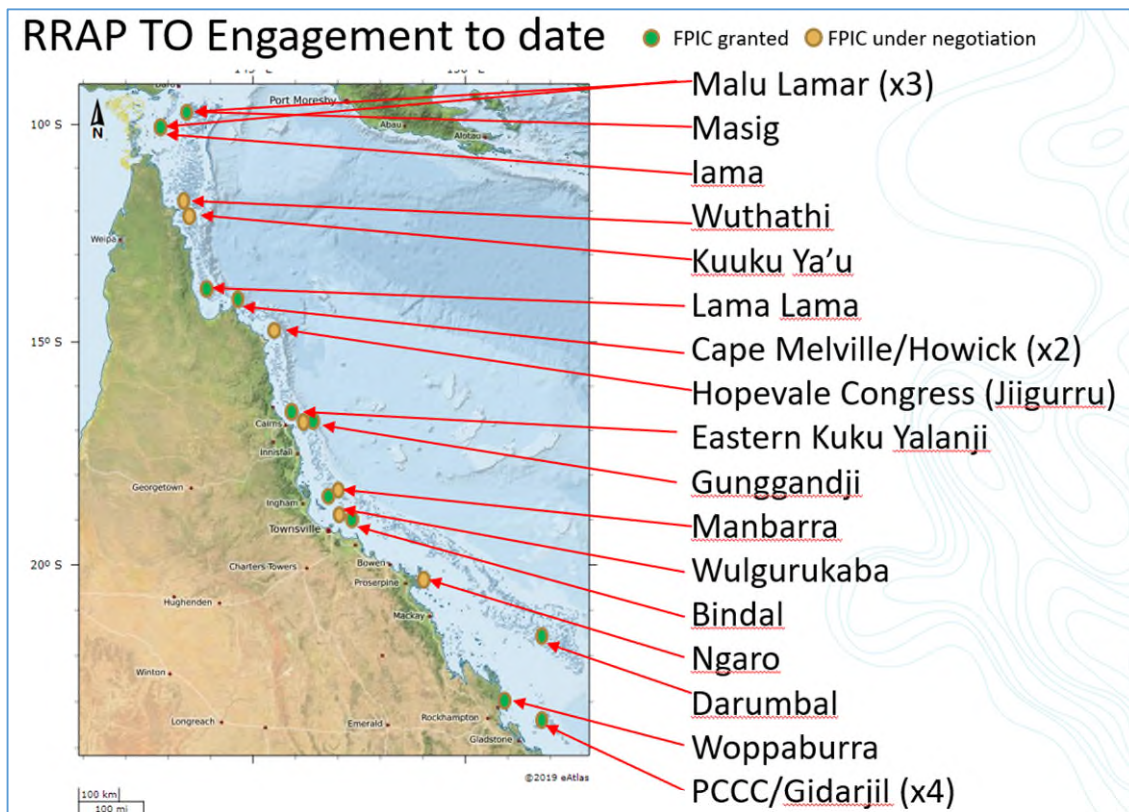 RRAP TO Engagement to date
FPIC granted
FPIC under negotiation
Malu Lamar (x3)
Masig
Iama
Wuthathi
Kuuku Ya’u
Lama Lama
Cape Melville/Howick (x2)
Hopevale Congress (Jiigurru)
Eastern Kuku Yalanji
Gunggandji
Manbarra
Wulgurukaba
Bindal
Ngaro
Darumbal
Woppaburra
PCCC/Gidarjil (x4)
N
10° S
15° S
20° S
Port Moresby
Abau
Alotau
Weipa
Cairns
Innisfail
Georgetown
Ingham
Townsville
Charters Towers
Bowen
Proserpine
Hughenden
Mackay
Winton
Longreach
Emerald
Rockhampton
Gladstone
©2019 eAtlas
100 km
100 mi